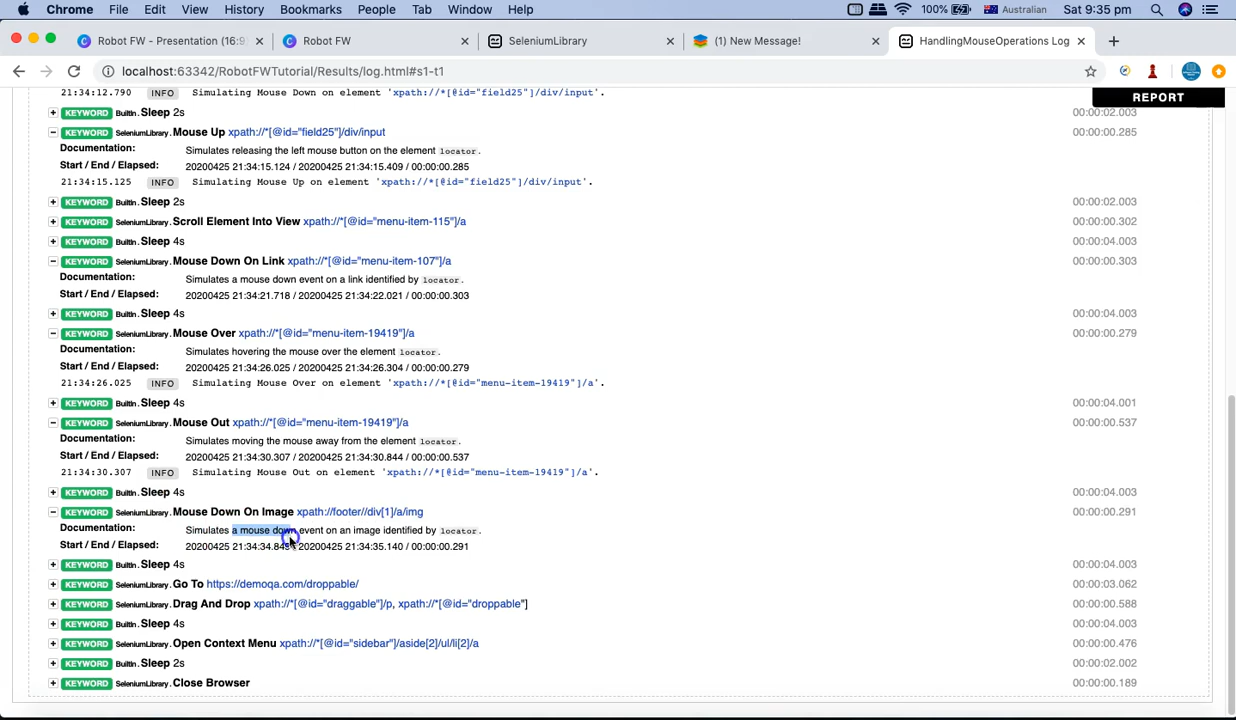 Chrome File Edit View History Bookmarks People Tab Window Help 100% Australian Sat 9:35 pm
Robot FW - Presentation (16:9) Robot FW SeleniumLibrary (1) New Message! HandlingMouseOperations Log
localhost:63342/RobotFWTutorial/Results/log.html#s1-t1
21:34:12.790 INFO Simulating Mouse Down on element 'xpath://*[@id="field25"]/div/input'.
REPORT
KEYWORD BuiltIn.Sleep 2s 00:00:02.003
KEYWORD SeleniumLibrary.Mouse Up xpath://*[@id="field25"]/div/input 00:00:00.285
Documentation: Simulates releasing the left mouse button on the element locator.
Start / End / Elapsed: 20200425 21:34:15.124 / 20200425 21:34:15.409 / 00:00:00.285
21:34:15.125 INFO Simulating Mouse Up on element 'xpath://*[@id="field25"]/div/input'.
KEYWORD BuiltIn.Sleep 2s 00:00:02.003
KEYWORD SeleniumLibrary.Scroll Element Into View xpath://*[@id="menu-item-115"]/a 00:00:00.302
KEYWORD BuiltIn.Sleep 4s 00:00:04.003
KEYWORD SeleniumLibrary.Mouse Down On Link xpath://*[@id="menu-item-107"]/a 00:00:00.303
Documentation: Simulates a mouse down event on a link identified by locator.
Start / End / Elapsed: 20200425 21:34:21.718 / 20200425 21:34:22.021 / 00:00:00.303
KEYWORD BuiltIn.Sleep 4s 00:00:04.003
KEYWORD SeleniumLibrary.Mouse Over xpath://*[@id="menu-item-19419"]/a 00:00:00.279
Documentation: Simulates hovering the mouse over the element locator.
Start / End / Elapsed: 20200425 21:34:26.025 / 20200425 21:34:26.304 / 00:00:00.279
21:34:26.025 INFO Simulating Mouse Over on element 'xpath://*[@id="menu-item-19419"]/a'.
KEYWORD BuiltIn.Sleep 4s 00:00:04.001
KEYWORD SeleniumLibrary.Mouse Out xpath://*[@id="menu-item-19419"]/a 00:00:00.537
Documentation: Simulates moving the mouse away from the element locator.
Start / End / Elapsed: 20200425 21:34:30.307 / 20200425 21:34:30.844 / 00:00:00.537
21:34:30.307 INFO Simulating Mouse Out on element 'xpath://*[@id="menu-item-19419"]/a'.
KEYWORD BuiltIn.Sleep 4s 00:00:04.003
KEYWORD SeleniumLibrary.Mouse Down On Image xpath://footer//div[1]/a/img 00:00:00.291
Documentation: Simulates a mouse down event on an image identified by locator.
Start / End / Elapsed: 20200425 / 20200425 21:34:35.140 / 00:00:00.291
KEYWORD BuiltIn.Sleep 4s 00:00:04.003
KEYWORD SeleniumLibrary.Go To https://demoqa.com/droppable/ 00:00:03.062
KEYWORD SeleniumLibrary.Drag And Drop xpath://*[@id="draggable"]/p, xpath://*[@id="droppable"] 00:00:00.588
KEYWORD BuiltIn.Sleep 4s 00:00:04.003
KEYWORD SeleniumLibrary.Open Context Menu xpath://*[@id="sidebar"]/aside[2]/ul/li[2]/a 00:00:00.476
KEYWORD BuiltIn.Sleep 2s 00:00:02.002
KEYWORD SeleniumLibrary.Close Browser 00:00:00.189